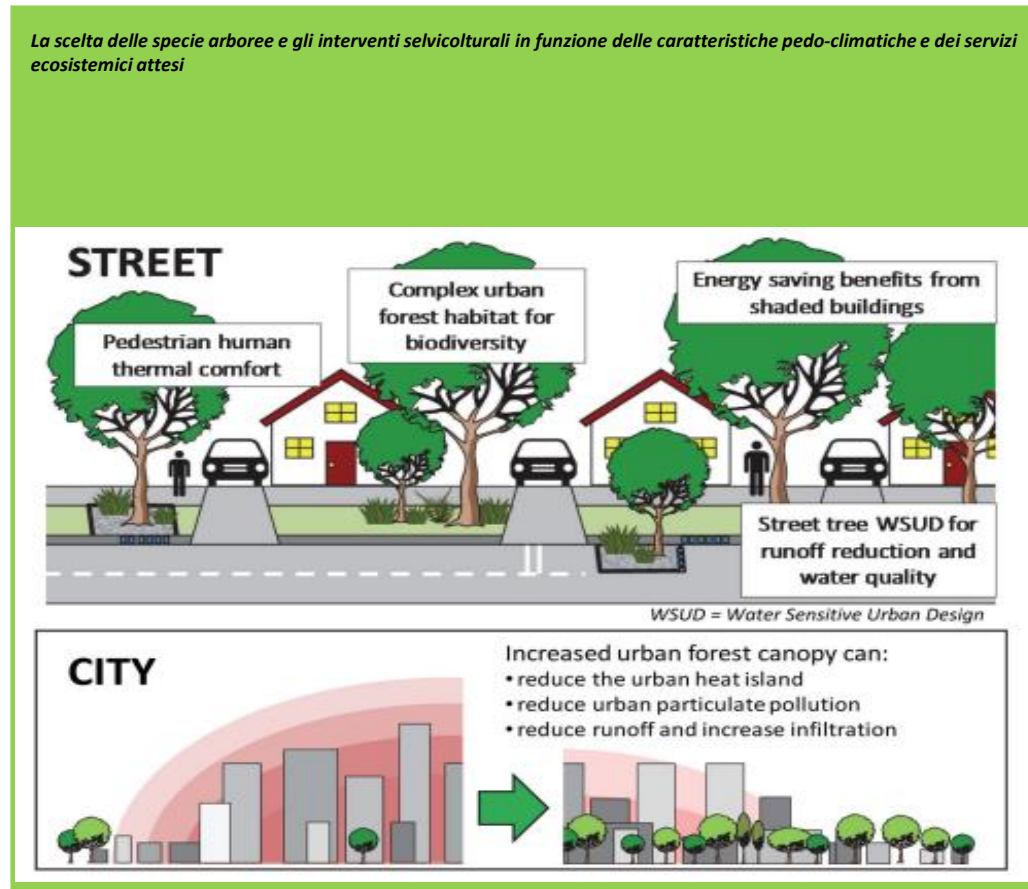 La scelta delle specie arboree e gli interventi selvicolturali in funzione delle caratteristiche pedo-climatiche e dei servizi
ecosistemici attesi
STREET
Pedestrian human
thermal comfort
Complex urban
forest habitat for
biodiversity
Energy saving benefits from
shaded buildings
Street tree WSUD for
runoff reduction and
water quality
WSUD = Water Sensitive Urban Design
CITY
Increased urban forest canopy can:
• reduce the urban heat island
• reduce urban particulate pollution
• reduce runoff and increase infiltration